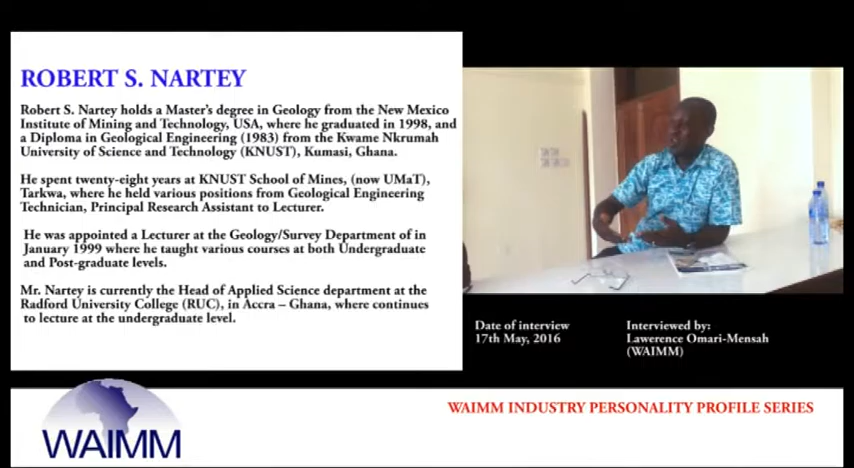 ROBERT S. NARTEY
Robert S. Nartey holds a Master's degree in Geology from the New Mexico
Institute of Mining and Technology, USA, where he graduated in 1998, and
a Diploma in Geological Engineering (1983) from the Kwame Nkrumah
University of Science and Technology (KNUST), Kumasi, Ghana.
He spent twenty-eight years at KNUST School of Mines, (now UMaT),
Tarkwa, where he held various positions from Geological Engineering
Technician, Principal Research Assistant to Lecturer.
He was appointed a Lecturer at the Geology/Survey Department of in
January 1999 where he taught various courses at both Undergraduate
and Post-graduate levels.
Mr. Nartey is currently the Head of Applied Science department at the
Radford University College (RUC), in Accra – Ghana, where continues
to lecture at the undergraduate level.
Date of interview
17th May, 2016
Interviewed by:
Lawerence Omari-Mensah
(WAIMM)
WAIMM INDUSTRY PERSONALITY PROFILE SERIES
WAIMM